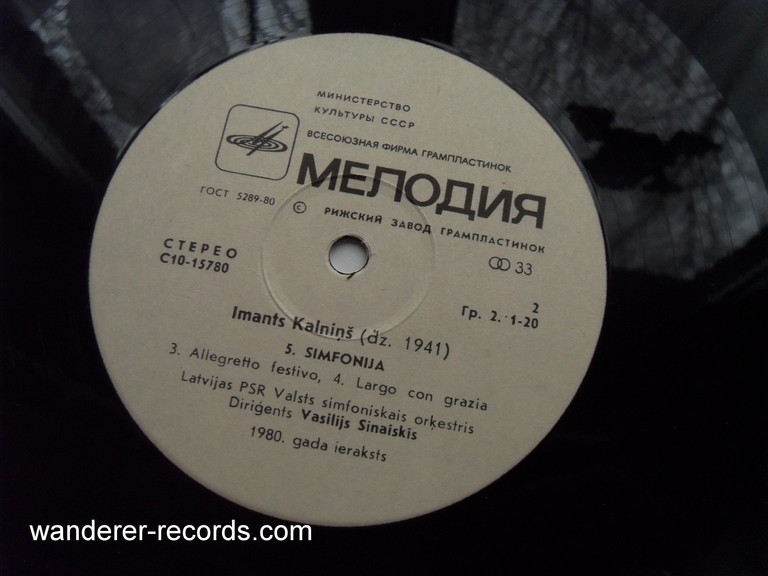 МИНИСТЕРСТВО
КУЛЬТУРЫ СССР
ВСЕСОЮЗНАЯ ФИРМА ГРАМПЛАСТИНОК
МЕЛОДИЯ
ГОСТ 5289-80
© РИЖСКИЙ ЗАВОД ГРАМПЛАСТИНОК
СТЕРЕО
33
С10-15780
2
Гр. 2. 1-20
Imants Kalniņš (dz. 1941)
5. SIMFONIJA
3. Allegretto festivo, 4. Largo con grazia
Latvijas PSR Valsts simfoniskais orķestris
Diriģents Vasilijs Sinaiskis
1980. gada ieraksts
wanderer-records.com